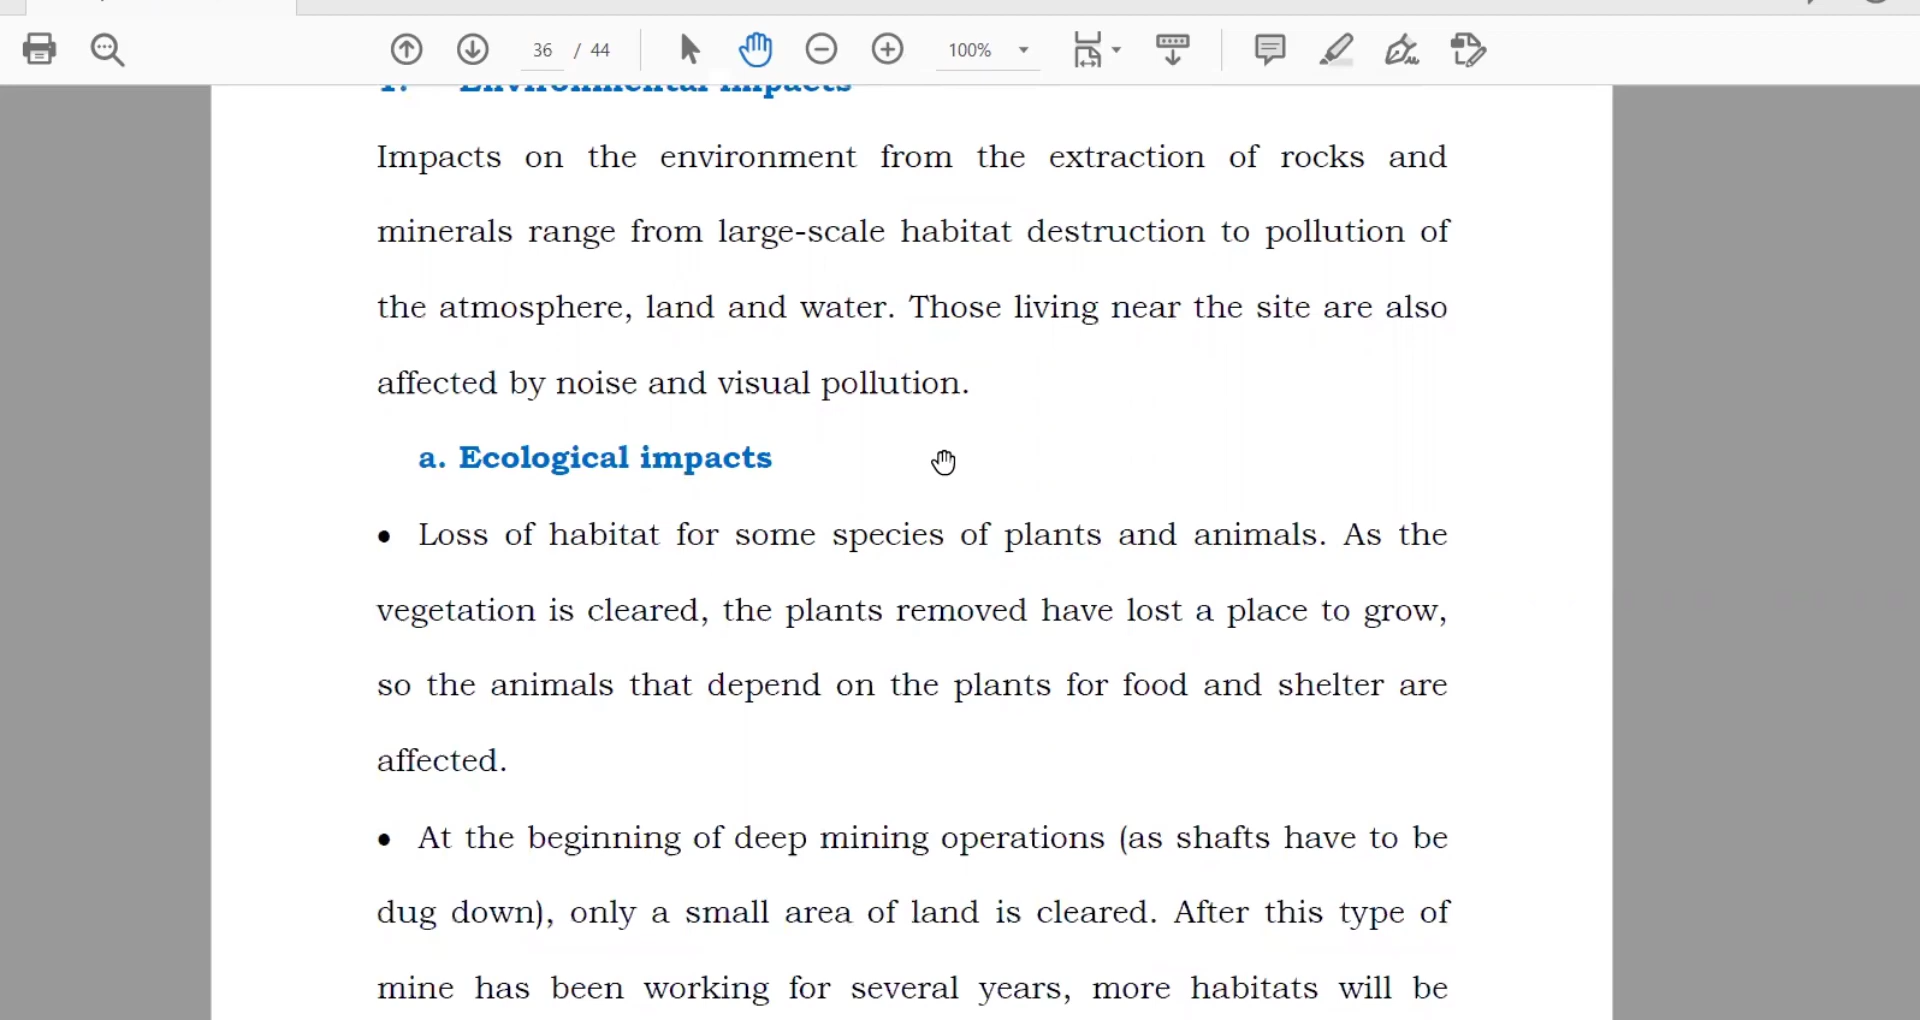 36 / 44
100%
1. Environmental impacts
Impacts on the environment from the extraction of rocks and
minerals range from large-scale habitat destruction to pollution of
the atmosphere, land and water. Those living near the site are also
affected by noise and visual pollution.
a. Ecological impacts
• Loss of habitat for some species of plants and animals. As the
vegetation is cleared, the plants removed have lost a place to grow,
so the animals that depend on the plants for food and shelter are
affected.
• At the beginning of deep mining operations (as shafts have to be
dug down), only a small area of land is cleared. After this type of
mine has been working for several years, more habitats will be